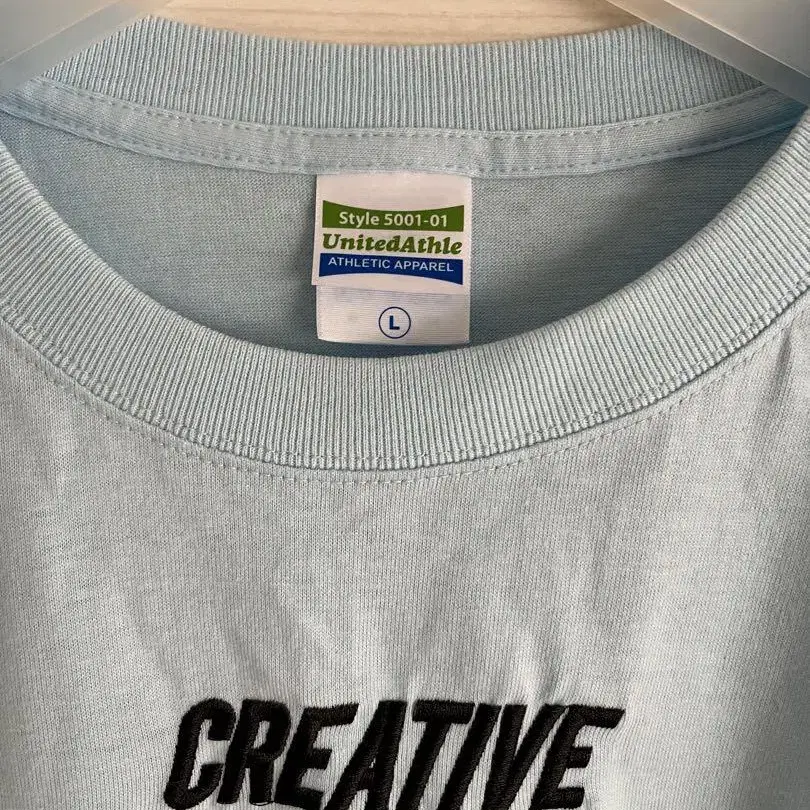 Style 5001-01
UnitedAthle
ATHLETIC APPAREL
L
CREATIVE